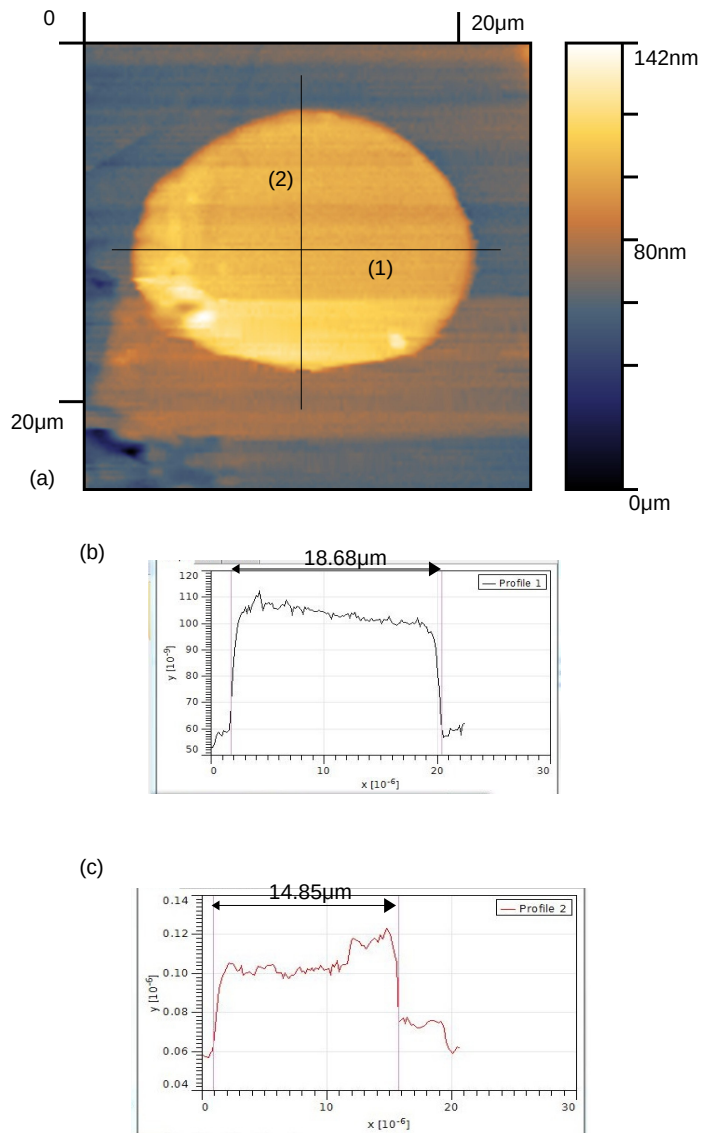 0
20µm
142nm
(2)
(1)
80nm
20µm
(a)
0µm
(b)
18.68µm
120
Profile 1
110
100
90
80
70
60
50
y [10⁻⁹]
0
10
20
30
x [10⁻⁶]
(c)
14.85µm
0.14
Profile 2
0.12
0.10
0.08
0.06
0.04
y [10⁻⁶]
0
10
20
30
x [10⁻⁶]